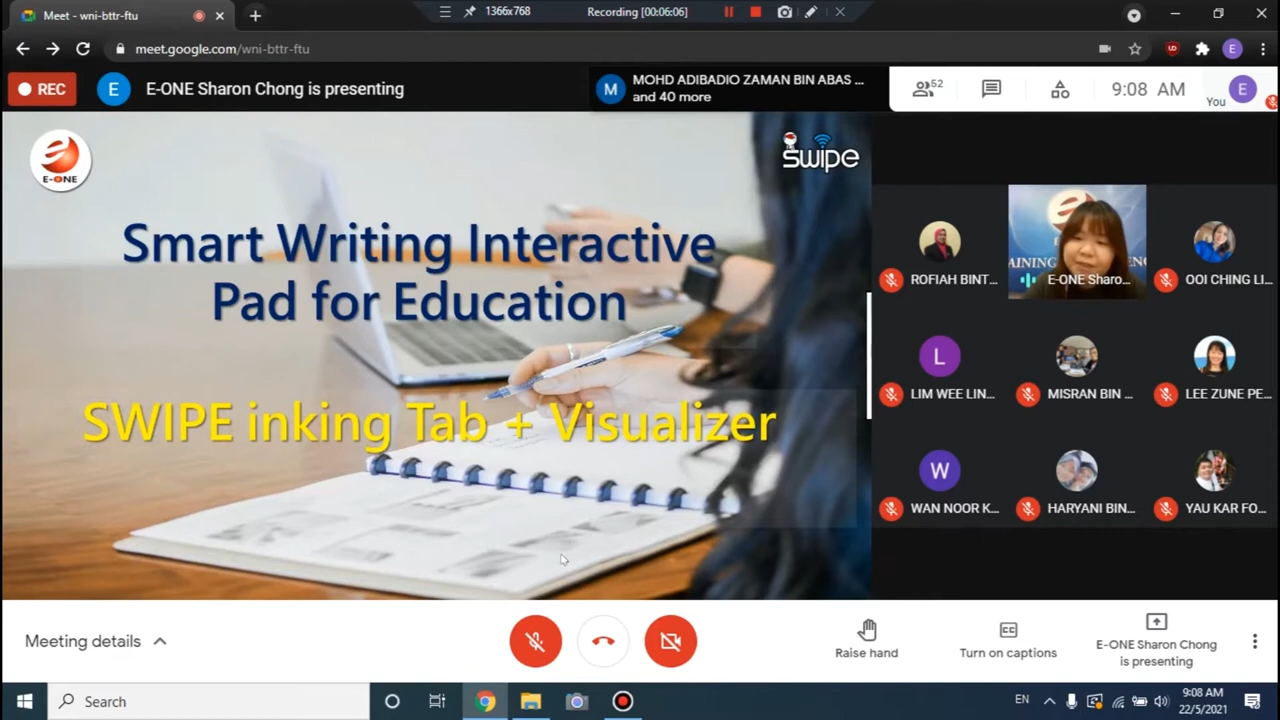 Meet - wni-bttr-ftu
1366x768
Recording [00:06:06]
meet.google.com/wni-bttr-ftu
REC
E
E-ONE Sharon Chong is presenting
M
MOHD ADIBADIO ZAMAN BIN ABAS ...
and 40 more
52
9:08 AM
You
E
E-ONE
swipe
Smart Writing Interactive
Pad for Education
SWIPE inking Tab + Visualizer
ROFIAH BINT...
E-ONE Sharo...
OOI CHING LI...
L
LIM WEE LIN...
MISRAN BIN ...
LEE ZUNE PE...
W
WAN NOOR K...
HARYANI BIN...
YAU KAR FO...
Meeting details
Raise hand
Turn on captions
E-ONE Sharon Chong
is presenting
Search
EN
9:08 AM
22/5/2021